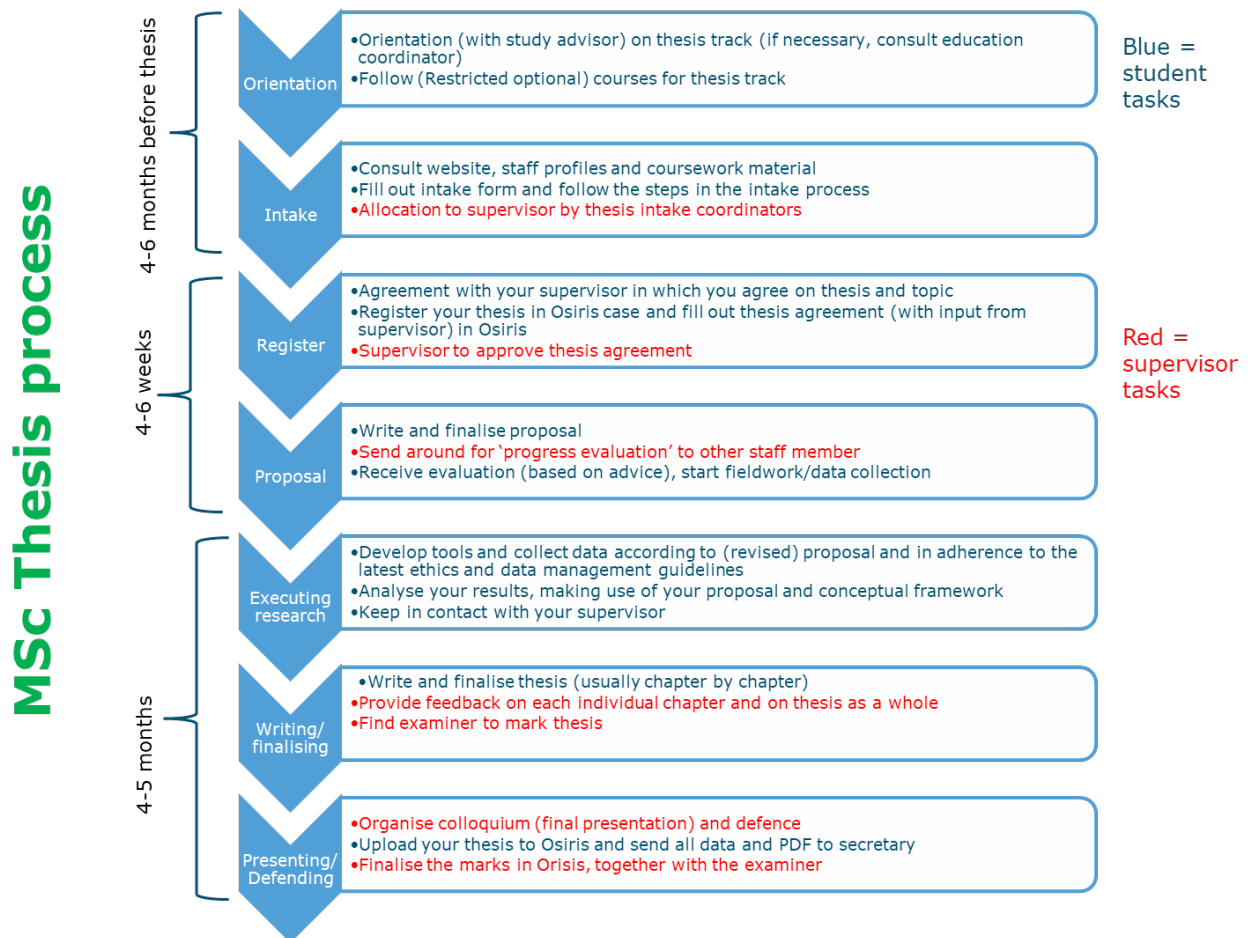 MSc Thesis process
4-6 months before thesis
Orientation
•Orientation (with study advisor) on thesis track (if necessary, consult education
coordinator)
•Follow (Restricted optional) courses for thesis track
Blue =
student
tasks
Intake
•Consult website, staff profiles and coursework material
•Fill out intake form and follow the steps in the intake process
•Allocation to supervisor by thesis intake coordinators
4-6 weeks
Register
•Agreement with your supervisor in which you agree on thesis and topic
•Register your thesis in Osiris case and fill out thesis agreement (with input from
supervisor) in Osiris
•Supervisor to approve thesis agreement
Red =
supervisor
tasks
Proposal
•Write and finalise proposal
•Send around for ‘progress evaluation’ to other staff member
•Receive evaluation (based on advice), start fieldwork/data collection
4-5 months
Executing
research
•Develop tools and collect data according to (revised) proposal and in adherence to the
latest ethics and data management guidelines
•Analyse your results, making use of your proposal and conceptual framework
•Keep in contact with your supervisor
Writing/
finalising
•Write and finalise thesis (usually chapter by chapter)
•Provide feedback on each individual chapter and on thesis as a whole
•Find examiner to mark thesis
Presenting/
Defending
•Organise colloquium (final presentation) and defence
•Upload your thesis to Osiris and send all data and PDF to secretary
•Finalise the marks in Orisis, together with the examiner